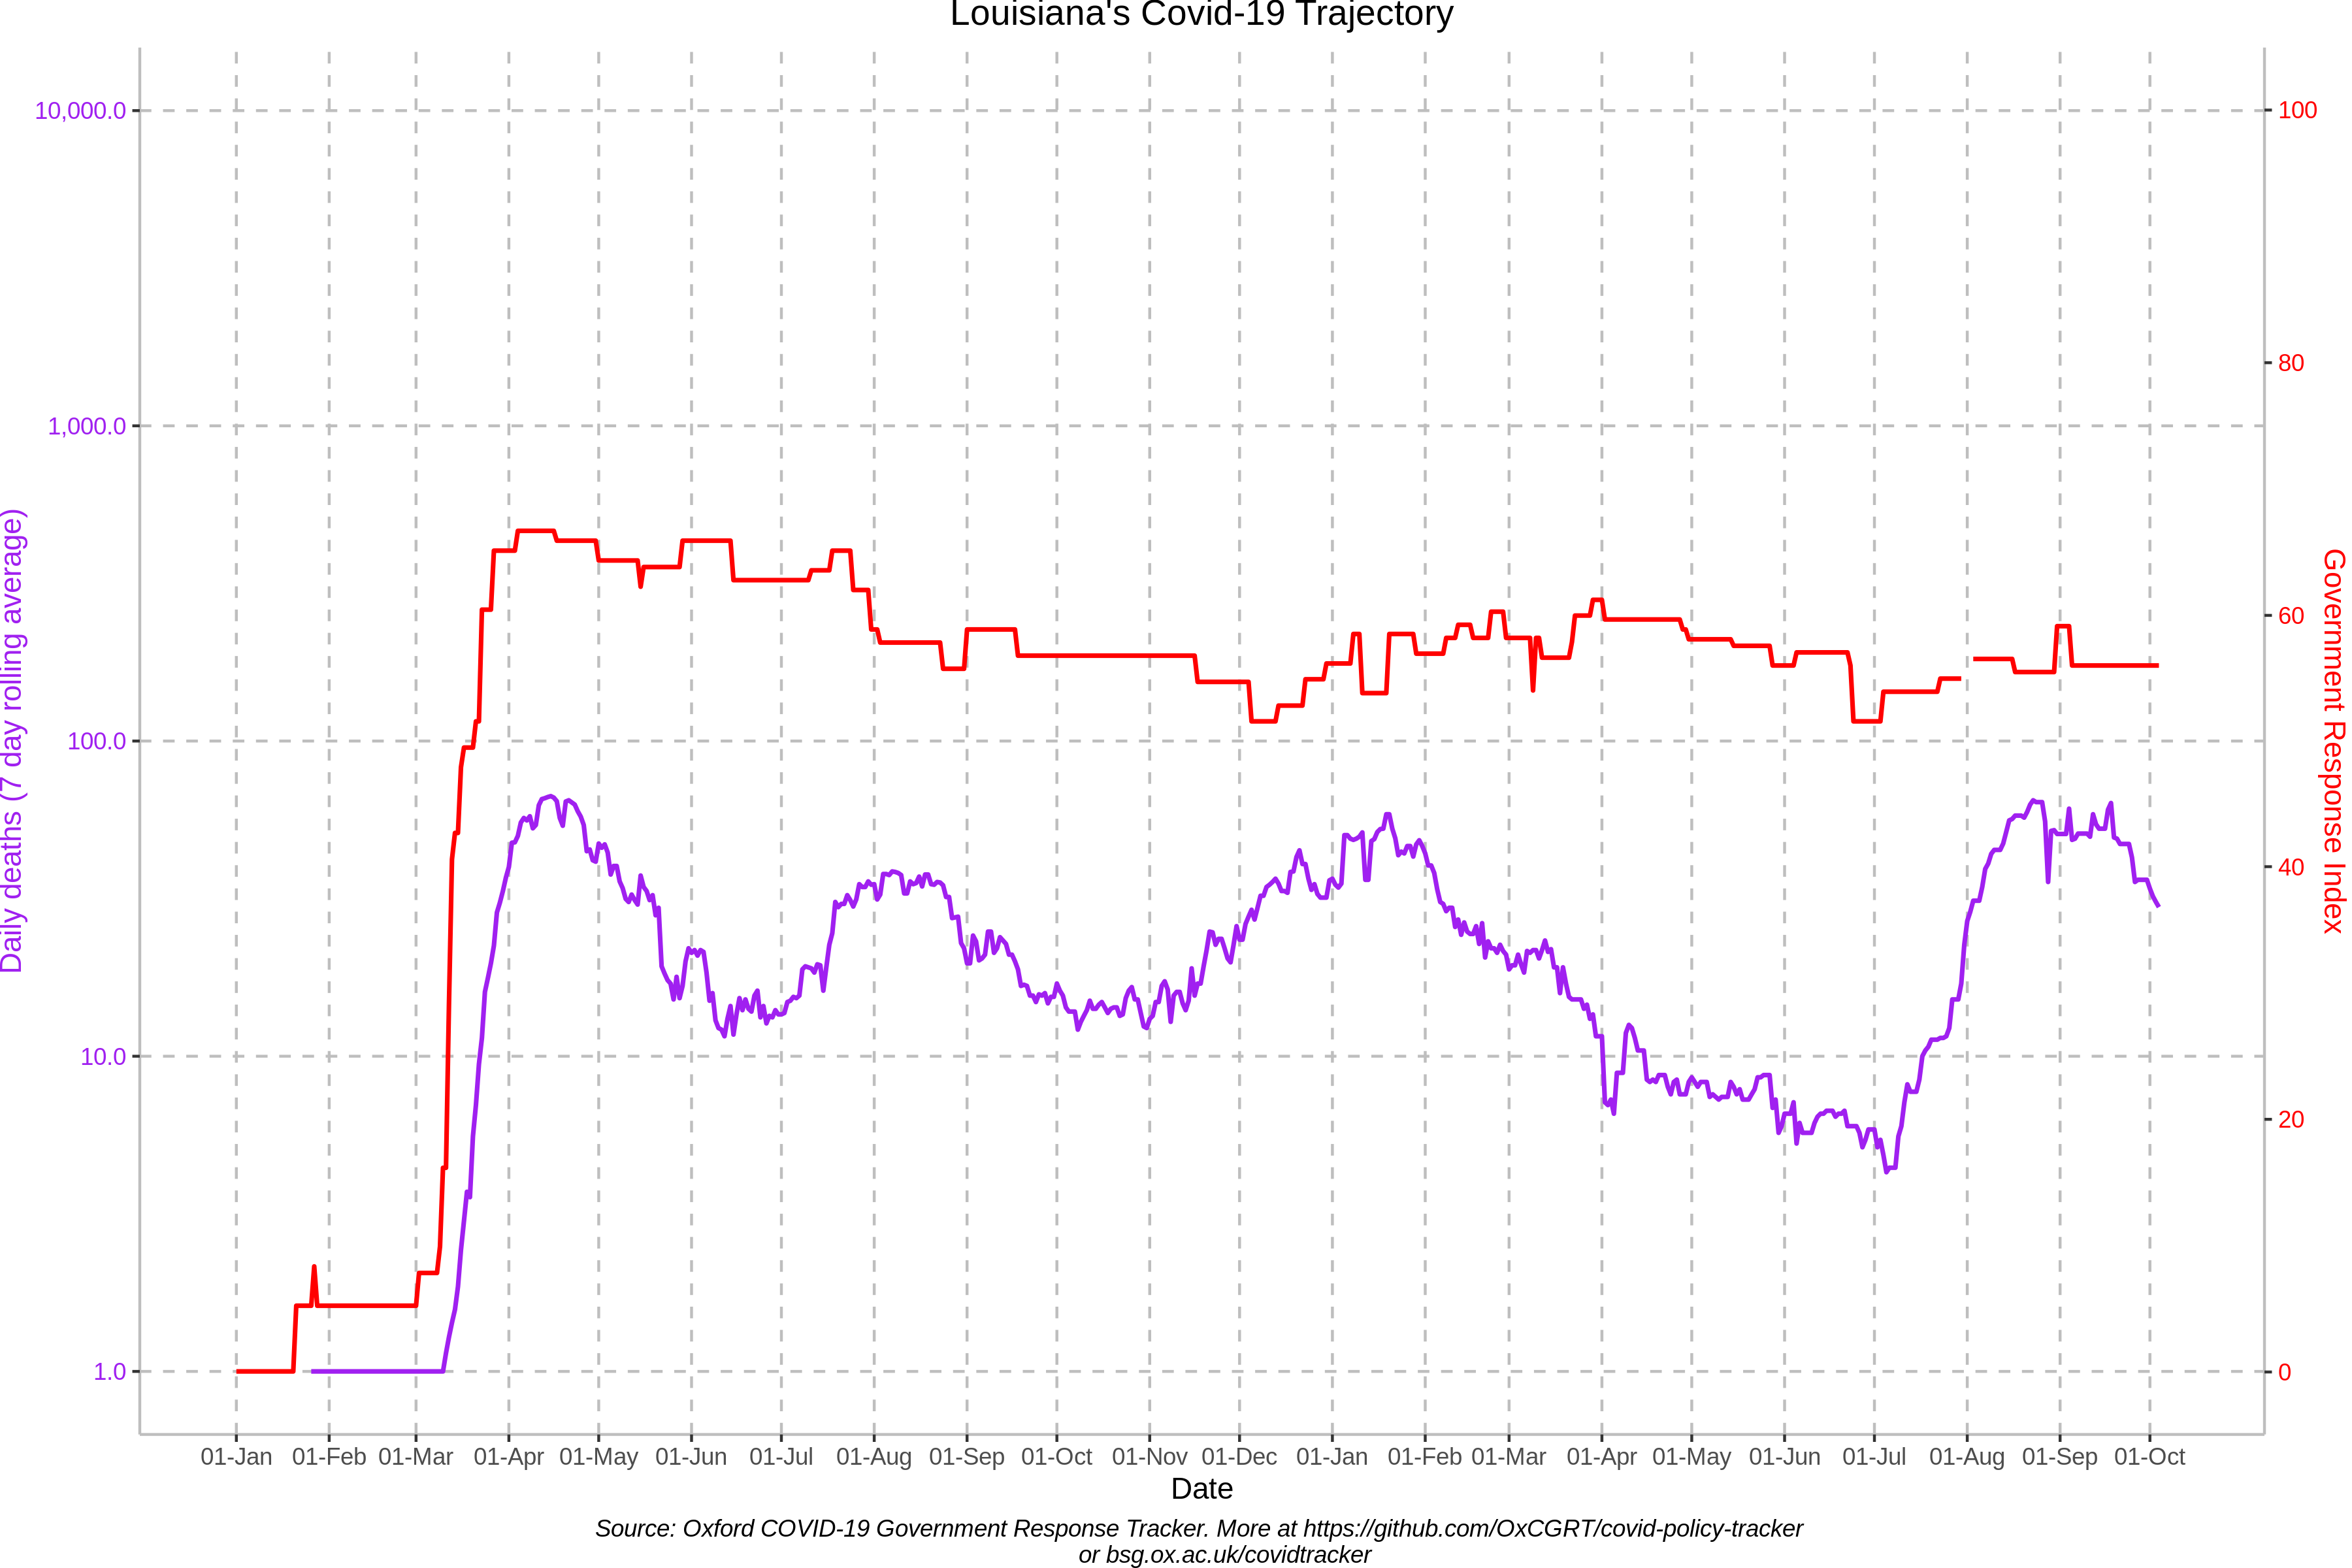 Louisiana's Covid-19 Trajectory
10,000.0
1,000.0
100.0
10.0
1.0
Daily deaths (7 day rolling average)
100
80
60
40
20
0
Government Response Index
01-Jan 01-Feb 01-Mar 01-Apr 01-May 01-Jun 01-Jul 01-Aug 01-Sep 01-Oct 01-Nov 01-Dec 01-Jan 01-Feb 01-Mar 01-Apr 01-May 01-Jun 01-Jul 01-Aug 01-Sep 01-Oct
Date
Source: Oxford COVID-19 Government Response Tracker. More at https://github.com/OxCGRT/covid-policy-tracker
or bsg.ox.ac.uk/covidtracker